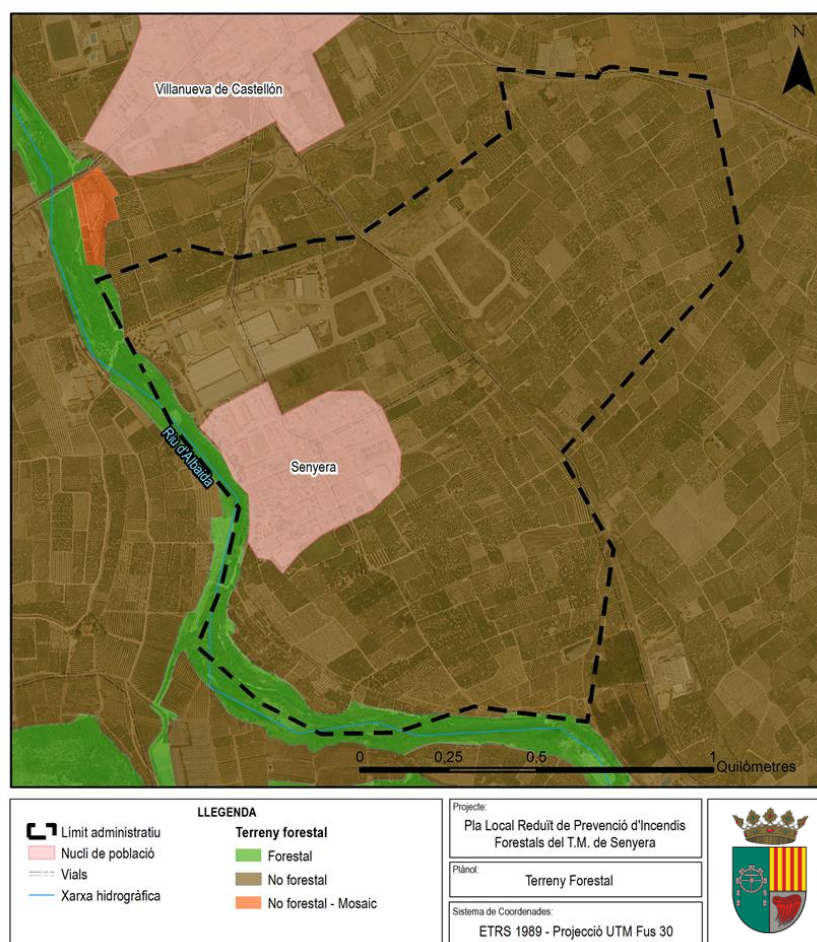 N
Villanueva de Castellón
Riu d'Albaida
Senyera
0 0,25 0,5 1
Quilòmetres
LLEGENDA
Límit administratiu
Nucli de població
Vials
Xarxa hidrogràfica
Terreny forestal
Forestal
No forestal
No forestal - Mosaic
Projecte:
Pla Local Reduït de Prevenció d'Incendis
Forestals del T.M. de Senyera
Plànol:
Terreny Forestal
Sistema de Coordenades:
ETRS 1989 - Projecció UTM Fus 30